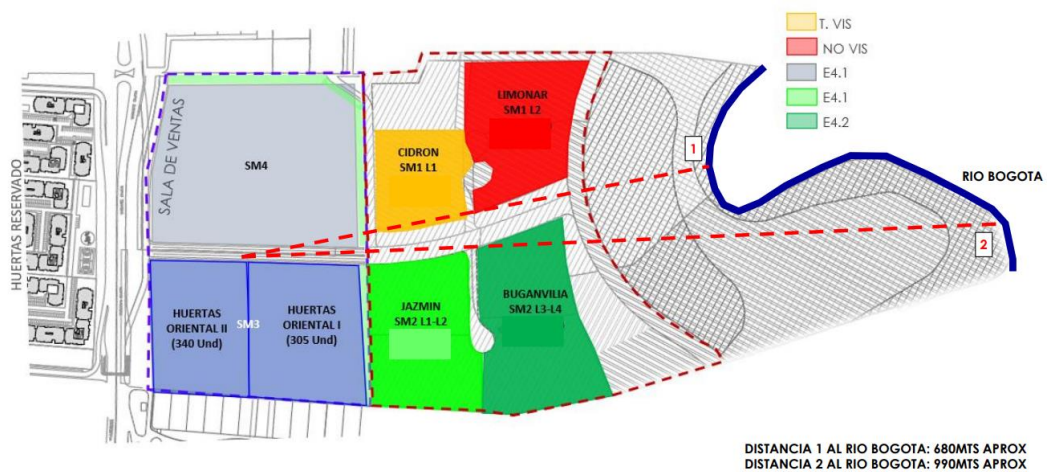 T. VIS
NO VIS
E4.1
E4.1
E4.2
LIMONAR
SM1 L2
CIDRON
SM1 L1
SM4
SALA DE VENTAS
HUERTAS RESERVADO
1
RIO BOGOTA
2
HUERTAS
ORIENTAL II
(340 Und)
SM3
HUERTAS
ORIENTAL I
(305 Und)
JAZMIN
SM2 L1-L2
BUGANVILIA
SM2 L3-L4
DISTANCIA 1 AL RIO BOGOTA: 680MTS APROX
DISTANCIA 2 AL RIO BOGOTA: 990MTS APROX